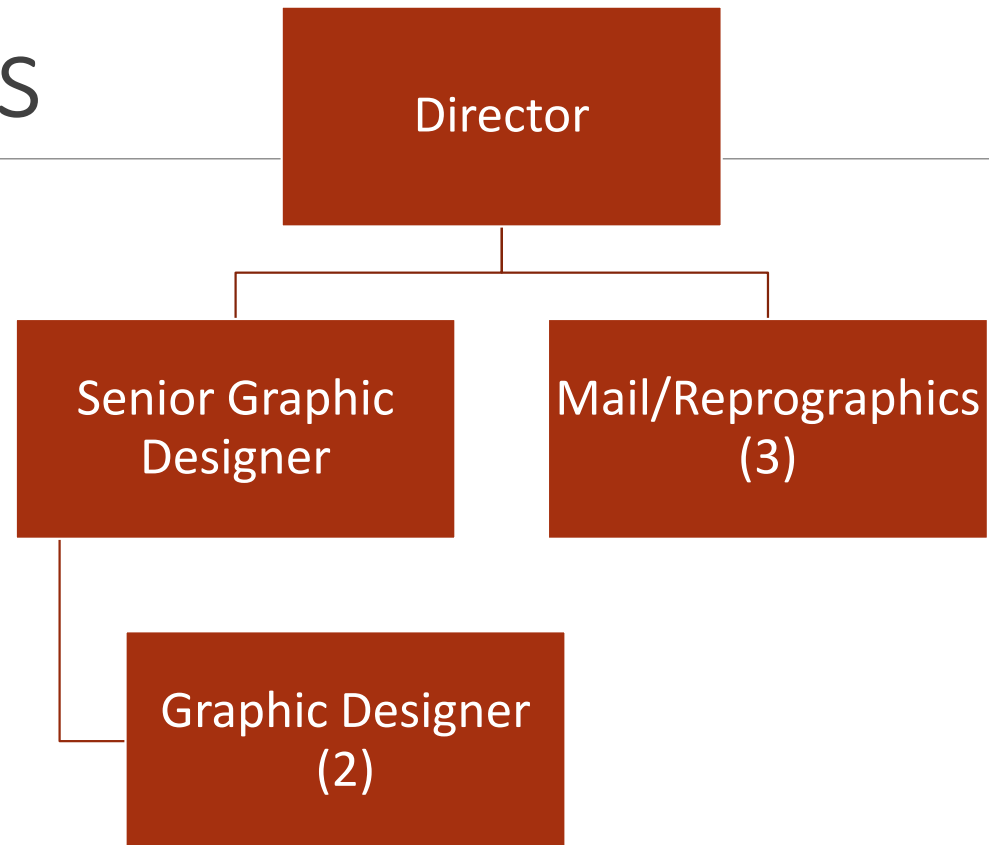 S
Director
Senior Graphic
Designer
Mail/Reprographics
(3)
Graphic Designer
(2)